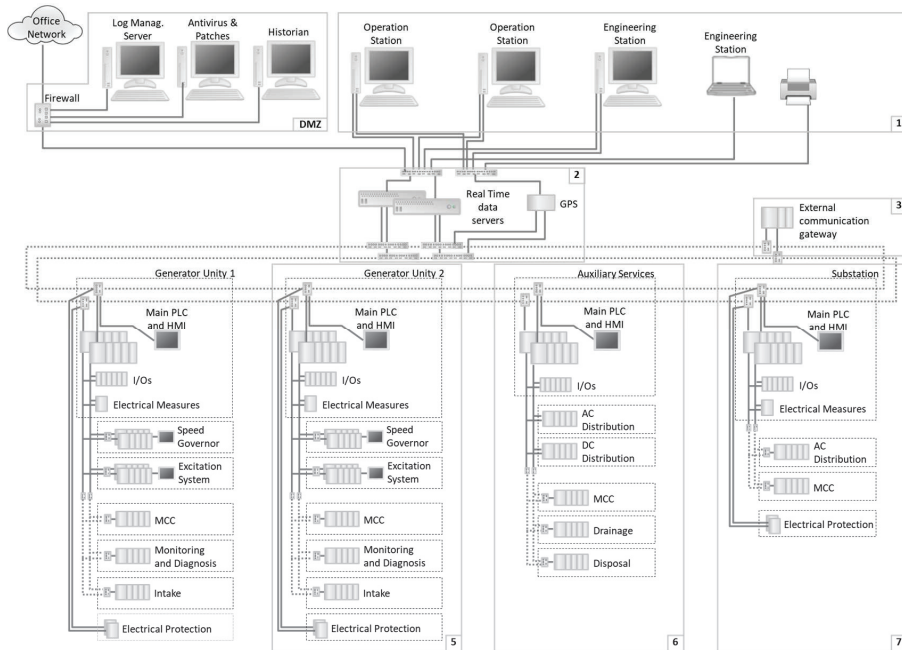 Office
Network
Firewall
Log Manag.
Server
Antivirus &
Patches
Historian
DMZ
Operation
Station
Operation
Station
Engineering
Station
Engineering
Station
1
2
Real Time
data
servers
GPS
3
External
communication
gateway
Generator Unity 1
Main PLC
and HMI
I/Os
Electrical Measures
Speed
Governor
Excitation
System
MCC
Monitoring
and Diagnosis
Intake
Electrical Protection
Generator Unity 2
Main PLC
and HMI
I/Os
Electrical Measures
Speed
Governor
Excitation
System
MCC
Monitoring
and Diagnosis
Intake
Electrical Protection
5
Auxiliary Services
Main PLC
and HMI
I/Os
AC
Distribution
DC
Distribution
MCC
Drainage
Disposal
6
Substation
Main PLC
and HMI
I/Os
Electrical Measures
AC
Distribution
MCC
Electrical Protection
7